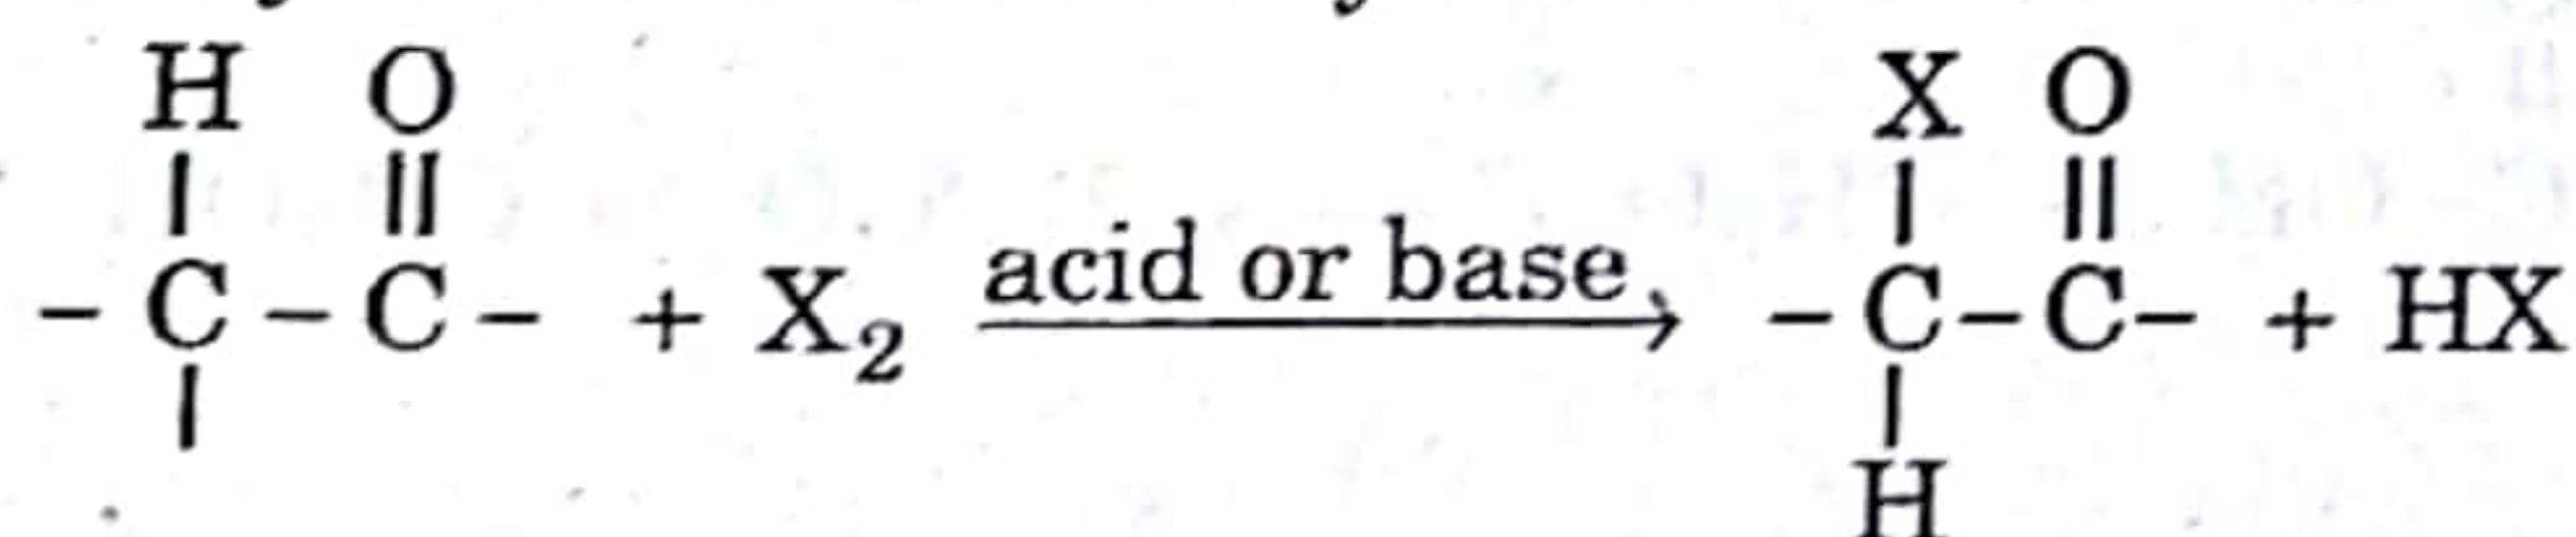 H O X O
|| ||
– C – C – + X₂ acid or base → – C – C – + HX
H